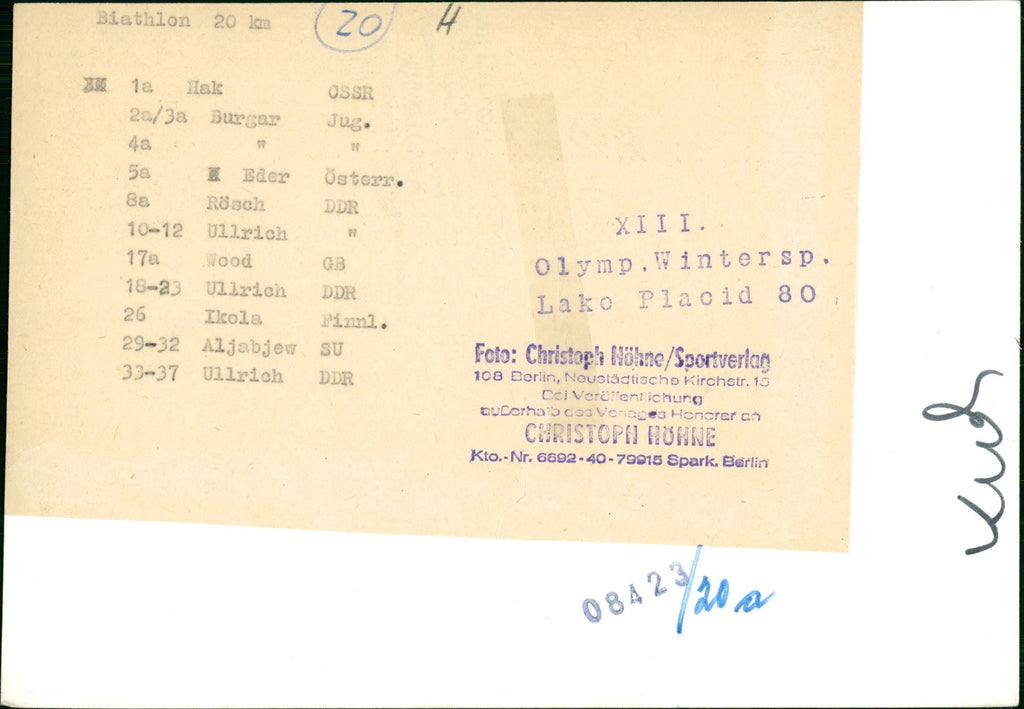 Biathlon 20 km
20
H
1a Hak CSSR
2a/3a Burgar Jug.
4a " "
5a Eder Österr.
8a Rösch DDR
10-12 Ullrich "
17a Wood GB
18-23 Ullrich DDR
26 Ikola Finnl.
29-32 Aljabjew SU
33-37 Ullrich DDR
XIII.
Olymp.Wintersp.
Lake Placid 80
Foto: Christoph Höhne/Sportverlag
108 Berlin, Neustädtische Kirchstr. 15
Bei Veröffentlichung
außerhalb des Verlages Honorar an
CHRISTOPH HÖHNE
Kto.-Nr. 6692-40-79915 Spark. Berlin
08423/20a